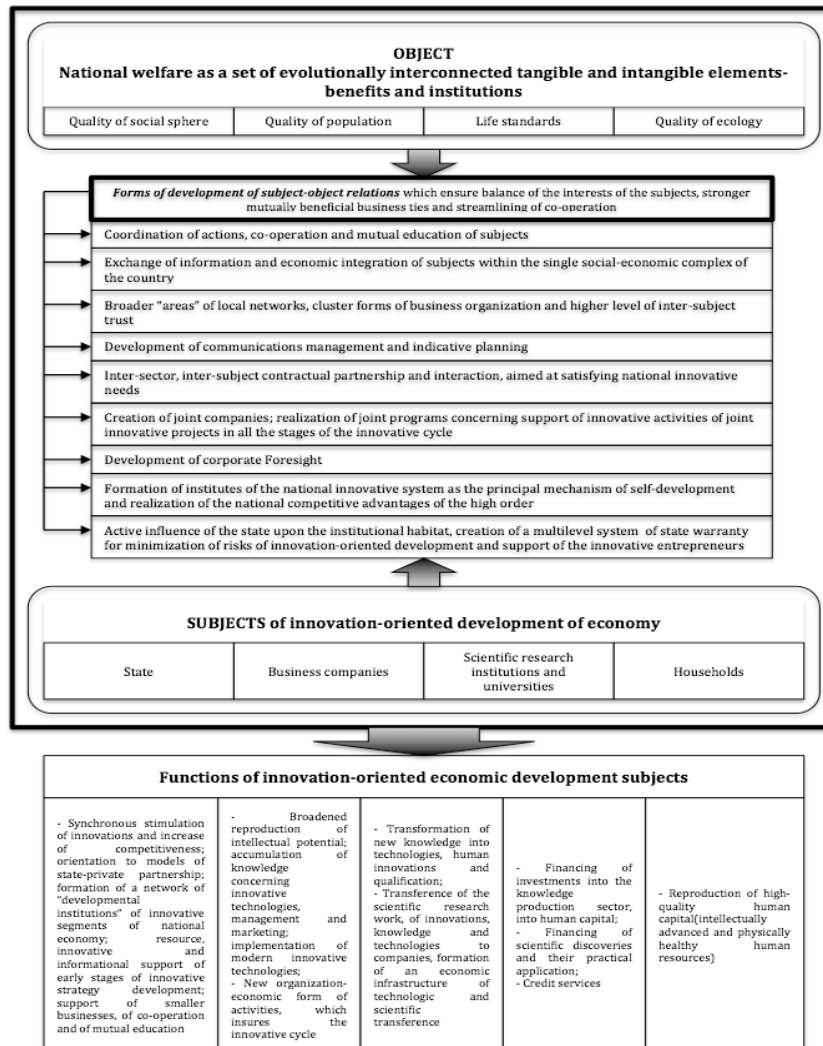 OBJECT
National welfare as a set of evolutionally interconnected tangible and intangible elements-
benefits and institutions
Quality of social sphere
Quality of population
Life standards
Quality of ecology
Forms of development of subject-object relations which ensure balance of the interests of the subjects, stronger
mutually beneficial business ties and streamlining of co-operation
Coordination of actions, co-operation and mutual education of subjects
Exchange of information and economic integration of subjects within the single social-economic complex of
the country
Broader "areas" of local networks, cluster forms of business organization and higher level of inter-subject
trust
Development of communications management and indicative planning
Inter-sector, inter-subject contractual partnership and interaction, aimed at satisfying national innovative
needs
Creation of joint companies; realization of joint programs concerning support of innovative activities of joint
innovative projects in all the stages of the innovative cycle
Development of corporate Foresight
Formation of institutes of the national innovative system as the principal mechanism of self-development
and realization of the national competitive advantages of the high order
Active influence of the state upon the institutional habitat, creation of a multilevel system of state warranty
for minimization of risks of innovation-oriented development and support of the innovative entrepreneurs
SUBJECTS of innovation-oriented development of economy
State
Business companies
Scientific research
institutions and
universities
Households
Functions of innovation-oriented economic development subjects
- Synchronous stimulation
of innovations and increase
of competitiveness;
orientation to models of
state-private partnership;
formation of a network of
"developmental
institutions" of innovative
segments of national
economy; resource,
innovative and
informational support of
early stages of innovative
strategy development;
support of smaller
businesses, of co-operation
and of mutual education
- Broadened
reproduction of
intellectual potential;
accumulation of
knowledge
concerning
innovative
technologies,
management and
marketing;
implementation of
modern innovative
technologies;
- New organization-
economic form of
activities, which
insures the
innovative cycle
- Transformation of
new knowledge into
technologies, human
innovations and
qualification;
- Transference of the
scientific research
work, of innovations,
knowledge and
technologies to
companies, formation
of an economic
infrastructure of
technologic and
scientific
transference
- Financing of
investments into the
knowledge
production sector,
into human capital;
- Financing of
scientific discoveries
and their practical
application;
- Credit services
- Reproduction of high-
quality human
capital(intellectually
advanced and physically
healthy human
resources)